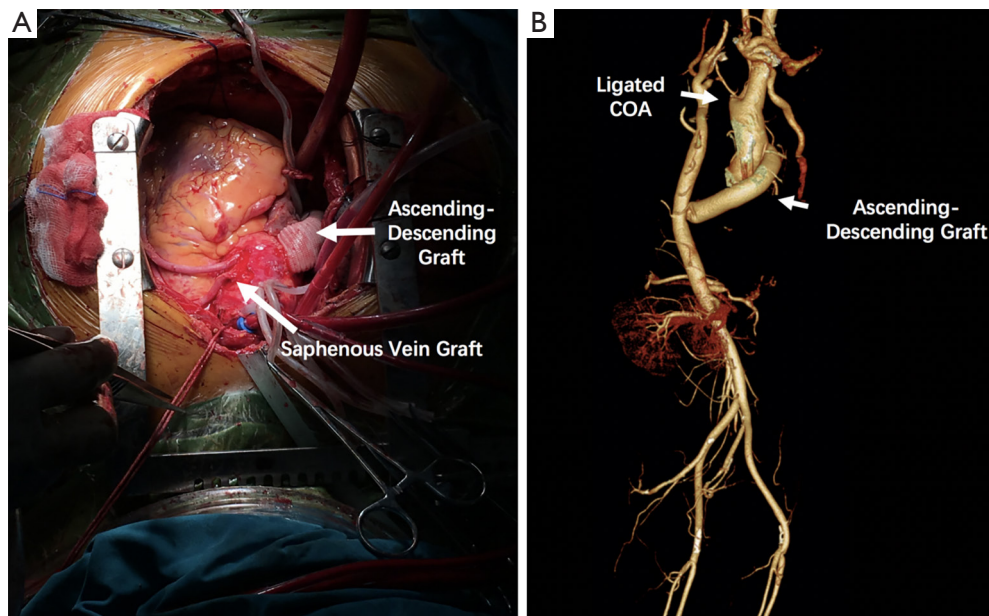 A
Ascending-
Descending
Graft
Saphenous Vein Graft
B
Ligated
COA
Ascending-
Descending Graft